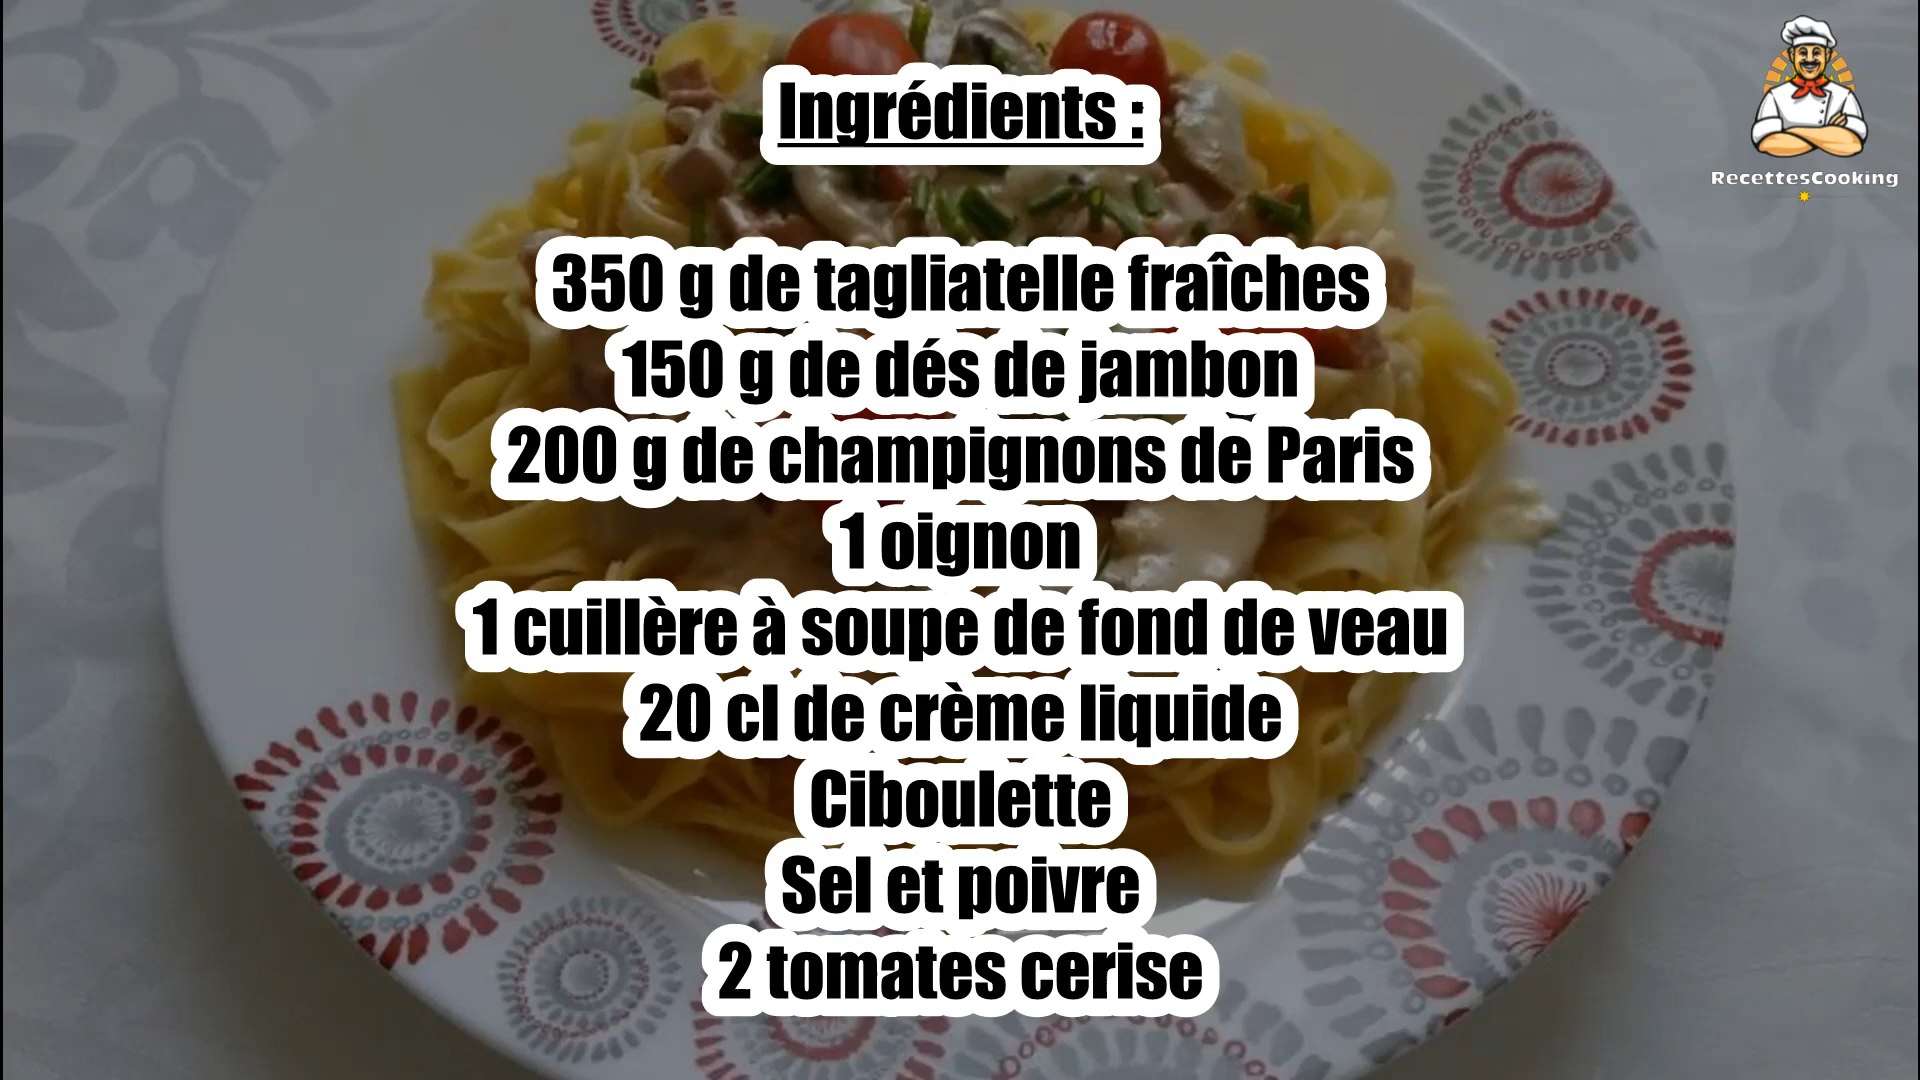 Ingrédients :
RecettesCooking
350 g de tagliatelle fraîches
150 g de dés de jambon
200 g de champignons de Paris
1 oignon
1 cuillère à soupe de fond de veau
20 cl de crème liquide
Ciboulette
Sel et poivre
2 tomates cerise